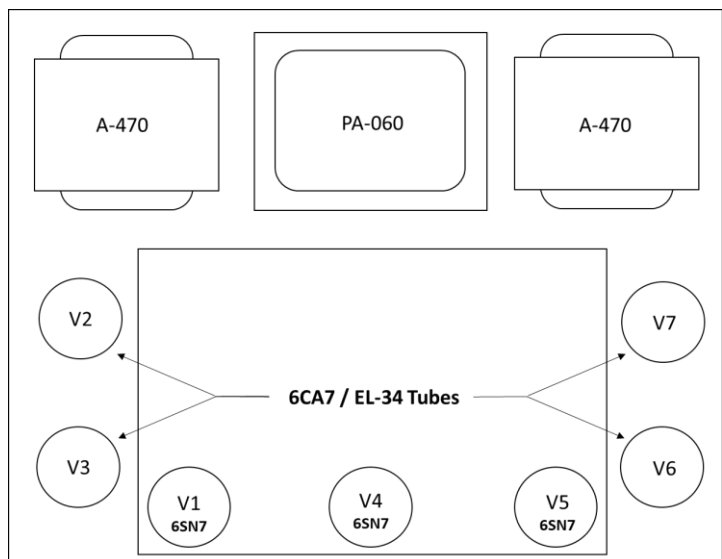 A-470
PA-060
A-470
V2
V7
6CA7 / EL-34 Tubes
V3
V6
V1
6SN7
V4
6SN7
V5
6SN7